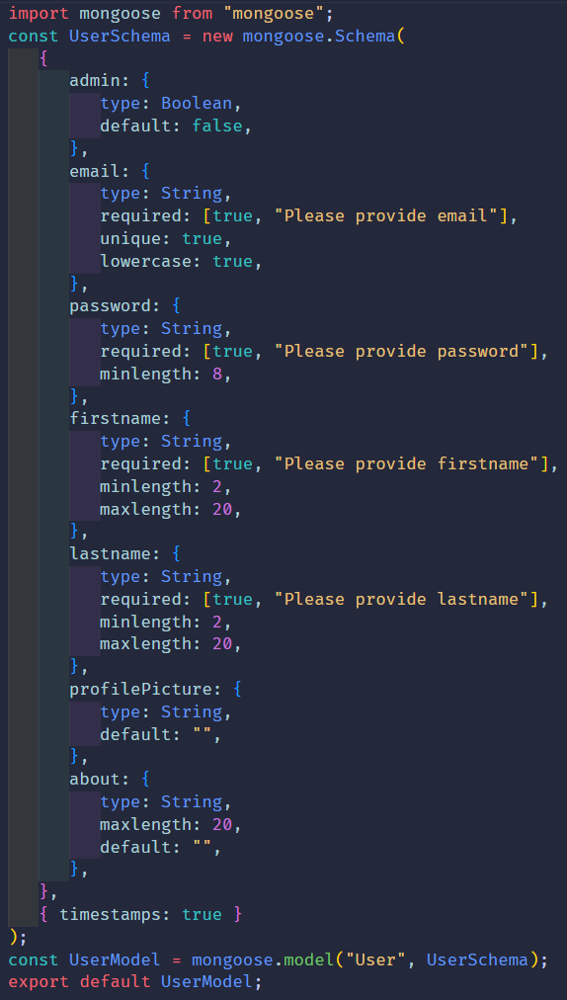 import mongoose from "mongoose";
const UserSchema = new mongoose.Schema(
{
admin: {
type: Boolean,
default: false,
},
email: {
type: String,
required: [true, "Please provide email"],
unique: true,
lowercase: true,
},
password: {
type: String,
required: [true, "Please provide password"],
minlength: 8,
},
firstname: {
type: String,
required: [true, "Please provide firstname"],
minlength: 2,
maxlength: 20,
},
lastname: {
type: String,
required: [true, "Please provide lastname"],
minlength: 2,
maxlength: 20,
},
profilePicture: {
type: String,
default: "",
},
about: {
type: String,
maxlength: 20,
default: "",
},
},
{ timestamps: true }
);
const UserModel = mongoose.model("User", UserSchema);
export default UserModel;